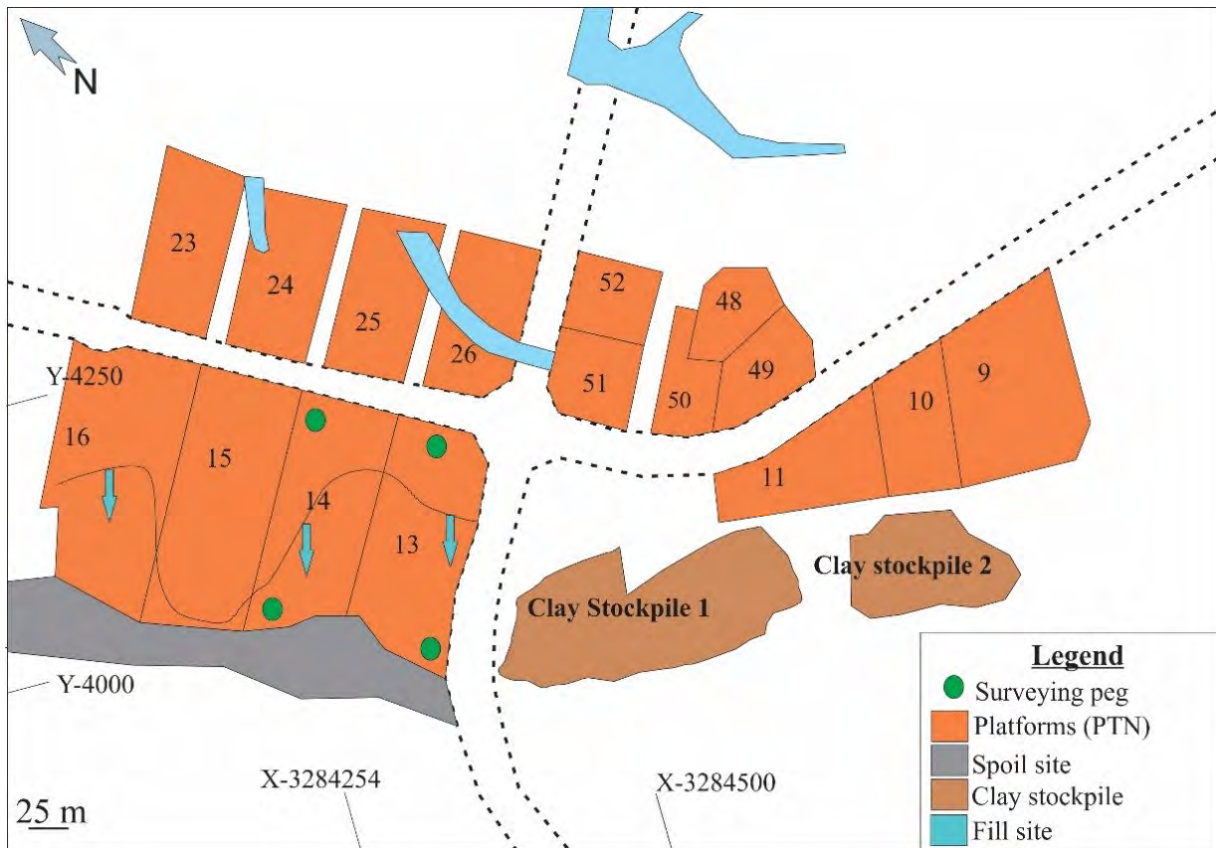 N
23
24
25
26
52
51
48
50
49
9
10
11
Y-4250
16
15
14
13
Clay stockpile 2
Clay Stockpile 1
Y-4000
X-3284254
X-3284500
25 m
Legend
Surveying peg
Platforms (PTN)
Spoil site
Clay stockpile
Fill site